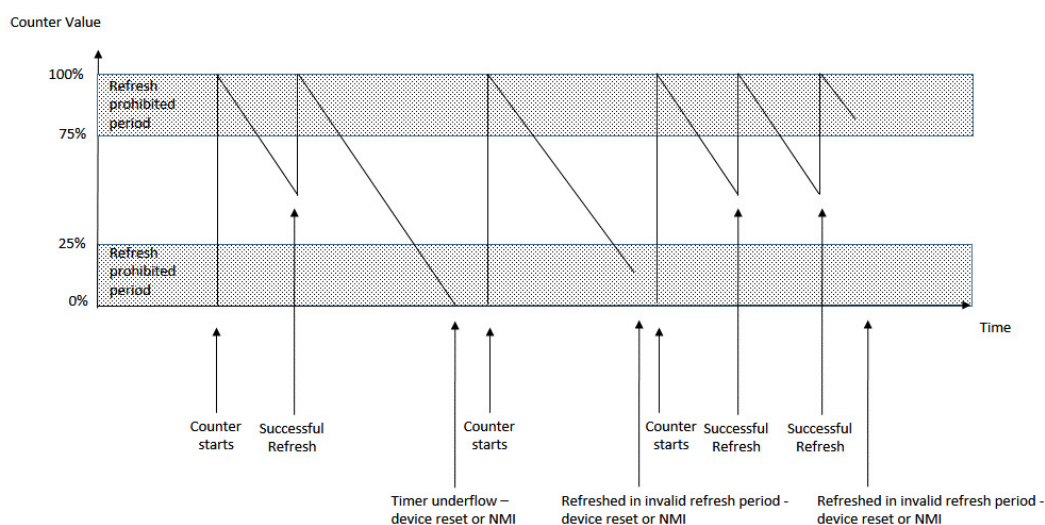 Counter Value
100%
Refresh
prohibited
period
75%
25%
Refresh
prohibited
period
0%
Time
Counter
starts
Successful
Refresh
Counter
starts
Counter
starts
Successful
Refresh
Successful
Refresh
Timer underflow –
device reset or NMI
Refreshed in invalid refresh period -
device reset or NMI
Refreshed in invalid refresh period -
device reset or NMI